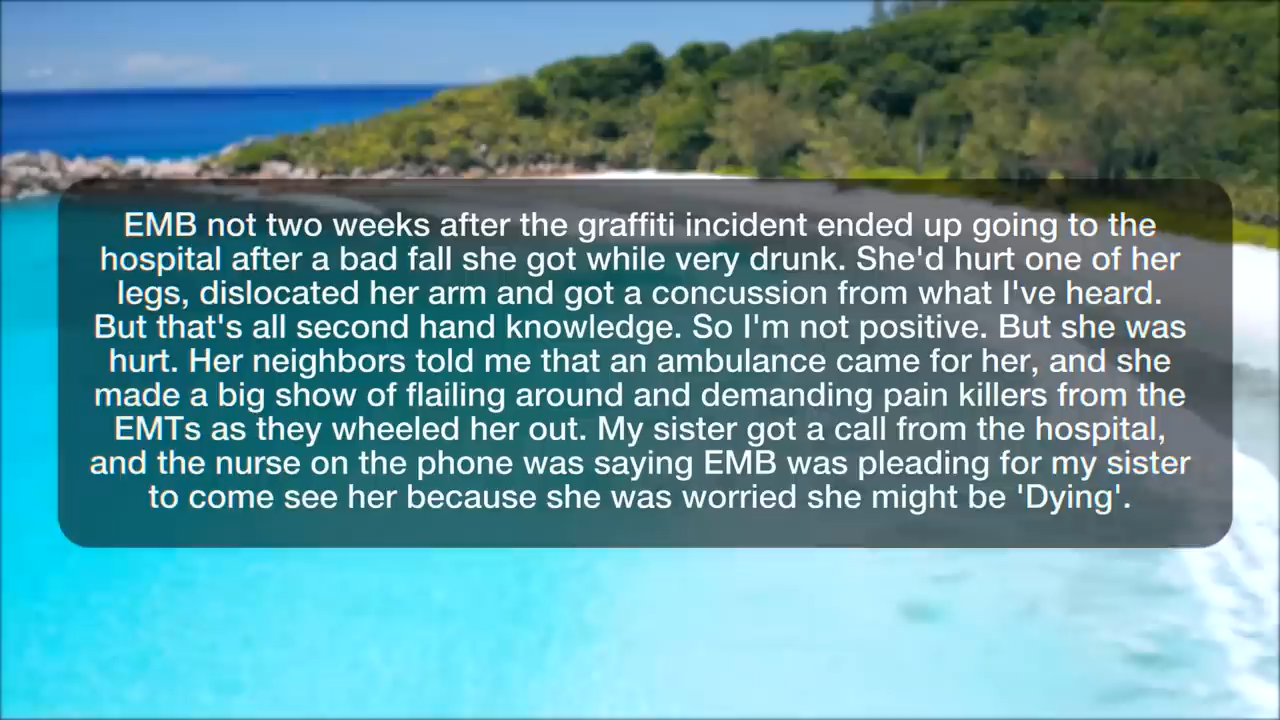 EMB not two weeks after the graffiti incident ended up going to the
hospital after a bad fall she got while very drunk. She'd hurt one of her
legs, dislocated her arm and got a concussion from what I've heard.
But that's all second hand knowledge. So I'm not positive. But she was
hurt. Her neighbors told me that an ambulance came for her, and she
made a big show of flailing around and demanding pain killers from the
EMTs as they wheeled her out. My sister got a call from the hospital,
and the nurse on the phone was saying EMB was pleading for my sister
to come see her because she was worried she might be 'Dying'.